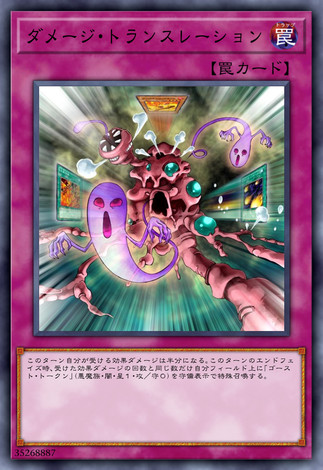 ダメージ・トランスレーション
トラップ
罠
【罠カード】
このターン自分が受ける効果ダメージは半分になる。このターンのエンドフェ
イズ時、受けた効果ダメージの回数と同じ数だけ自分フィールド上に「ゴース
ト・トークン」(悪魔族・闇・星1・攻/守0)を守備表示で特殊召喚する。
35268887